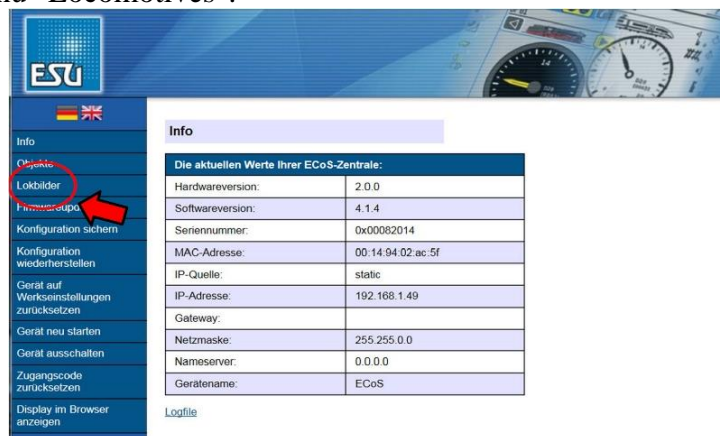 "Locomotives".
ESU
Info
Objekte
Lokbilder
Konfiguration sichern
Konfiguration
wiederherstellen
Gerät auf
Werkseinstellungen
zurücksetzen
Gerät neu starten
Gerät ausschalten
Zugangscode
zurücksetzen
Display im Browser
anzeigen
Info
Die aktuellen Werte Ihrer ECoS-Zentrale:
Hardwareversion: 2.0.0
Softwareversion: 4.1.4
Seriennummer: 0x00082014
MAC-Adresse: 00:14:94:02:ac:5f
IP-Quelle: static
IP-Adresse: 192.168.1.49
Gateway:
Netzmaske: 255.255.0.0
Nameserver: 0.0.0.0
Gerätename: ECoS
Logfile